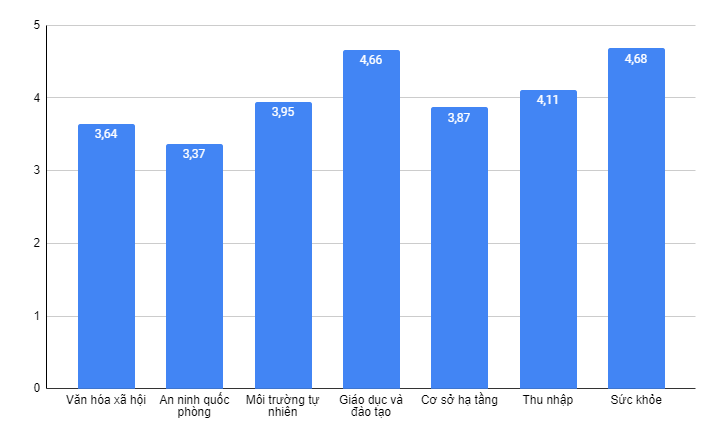 5
4
3
2
1
0
3,64
3,37
3,95
4,66
3,87
4,11
4,68
Văn hóa xã hội
An ninh quốc
phòng
Môi trường tự
nhiên
Giáo dục và
đào tạo
Cơ sở hạ tầng
Thu nhập
Sức khỏe